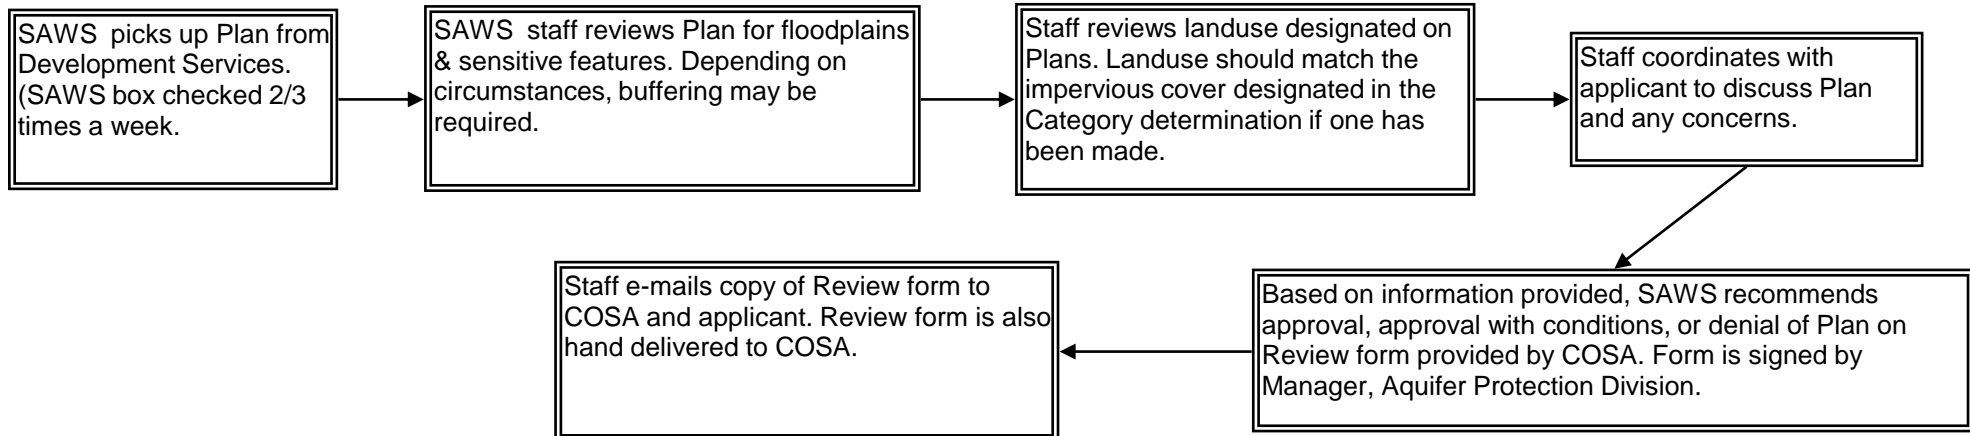 SAWS  picks up Plan from
Development Services.
(SAWS box checked 2/3
times a week.
SAWS  staff reviews Plan for floodplains
& sensitive features. Depending on
circumstances, buffering may be
required.
Staff reviews landuse designated on
Plans. Landuse should match the
impervious cover designated in the
Category determination if one has
been made.
Staff coordinates with
applicant to discuss Plan
and any concerns.
Based on information provided, SAWS recommends
approval, approval with conditions, or denial of Plan on
Review form provided by COSA. Form is signed by
Manager, Aquifer Protection Division.
Staff e-mails copy of Review form to
COSA and applicant. Review form is also
hand delivered to COSA.